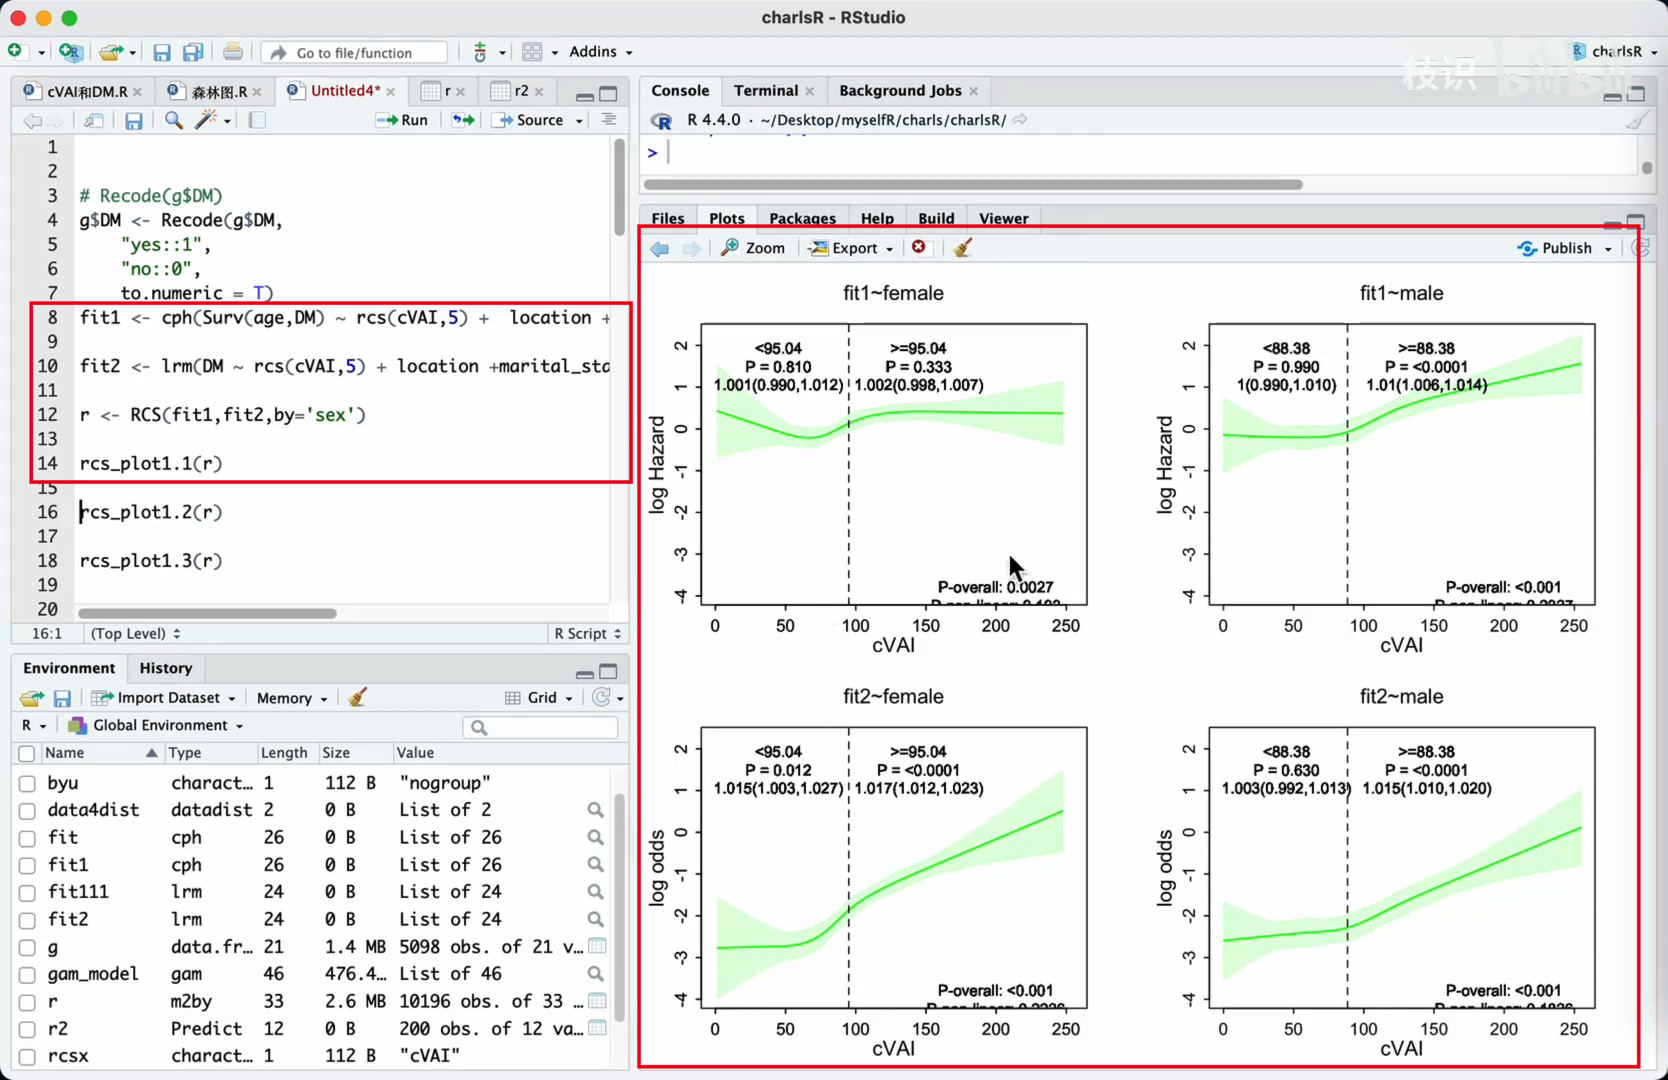 charlsR - RStudio
Go to file/function
Addins
charlsR
枝识 bilibili
cVAI和DM.R
森林图.R
Untitled4*
r
r2
Run
Source
1
2
3 # Recode(g$DM)
4 g$DM <- Recode(g$DM,
5 "yes::1",
6 "no::0",
7 to.numeric = T)
8 fit1 <- cph(Surv(age,DM) ~ rcs(cVAI,5) + location +
9
10 fit2 <- lrm(DM ~ rcs(cVAI,5) + location +marital_sta
11
12 r <- RCS(fit1,fit2,by='sex')
13
14 rcs_plot1.1(r)
15
16 rcs_plot1.2(r)
17
18 rcs_plot1.3(r)
19
20
16:1 (Top Level) R Script
Environment History
Import Dataset Memory Grid
R Global Environment
Name Type Length Size Value
byu charact… 1 112 B "nogroup"
data4dist datadist 2 0 B List of 2
fit cph 26 0 B List of 26
fit1 cph 26 0 B List of 26
fit111 lrm 24 0 B List of 24
fit2 lrm 24 0 B List of 24
g data.fr… 21 1.4 MB 5098 obs. of 21 v…
gam_model gam 46 476.4… List of 46
r m2by 33 2.6 MB 10196 obs. of 33 …
r2 Predict 12 0 B 200 obs. of 12 va…
rcsx charact… 1 112 B "cVAI"
Console Terminal Background Jobs
R 4.4.0 · ~/Desktop/myselfR/charls/charlsR/
>
Files Plots Packages Help Build Viewer
Zoom Export Publish
fit1~female
<95.04 >=95.04
P = 0.810 P = 0.333
1.001(0.990,1.012) 1.002(0.998,1.007)
P-overall: 0.0027
2
1
0
-1
-2
-3
-4
log Hazard
0 50 100 150 200 250
cVAI
fit1~male
<88.38 >=88.38
P = 0.990 P = <0.0001
1(0.990,1.010) 1.01(1.006,1.014)
P-overall: <0.001
2
1
0
-1
-2
-3
-4
log Hazard
0 50 100 150 200 250
cVAI
fit2~female
<95.04 >=95.04
P = 0.012 P = <0.0001
1.015(1.003,1.027) 1.017(1.012,1.023)
P-overall: <0.001
2
1
0
-1
-2
-3
-4
log odds
0 50 100 150 200 250
cVAI
fit2~male
<88.38 >=88.38
P = 0.630 P = <0.0001
1.003(0.992,1.013) 1.015(1.010,1.020)
P-overall: <0.001
2
1
0
-1
-2
-3
-4
log odds
0 50 100 150 200 250
cVAI